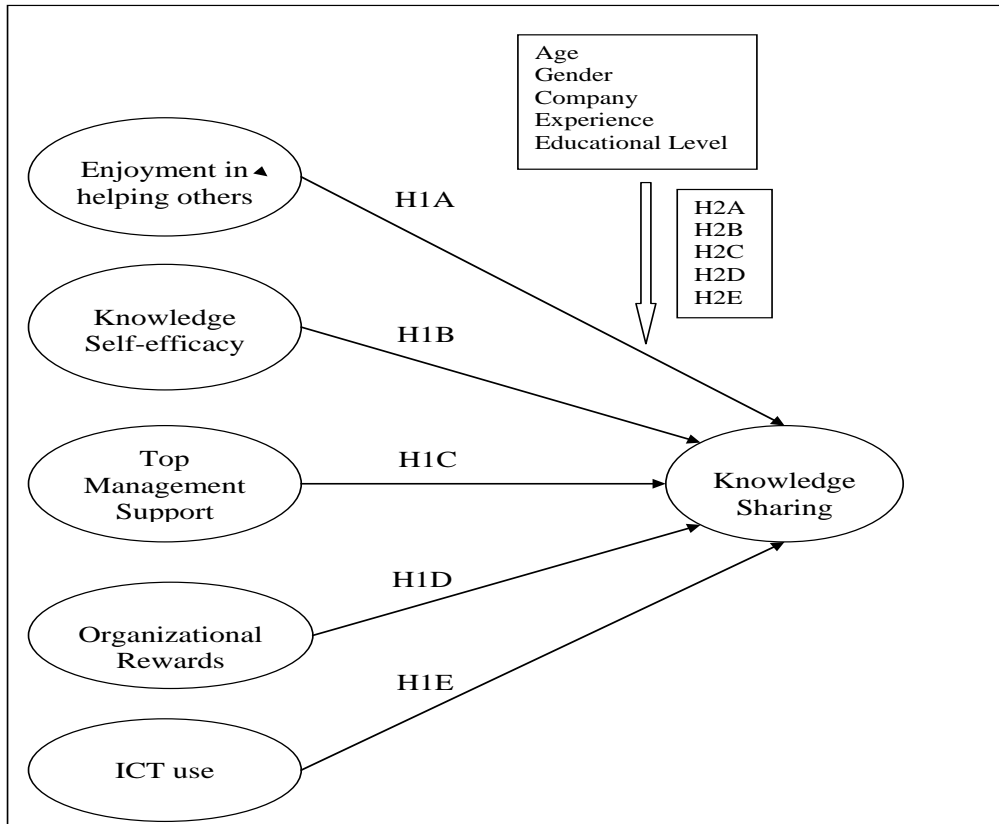 Age
Gender
Company
Experience
Educational Level
Enjoyment in
helping others
H1A
H2A
H2B
H2C
H2D
H2E
Knowledge
Self-efficacy
H1B
Top
Management
Support
H1C
Knowledge
Sharing
H1D
Organizational
Rewards
H1E
ICT use